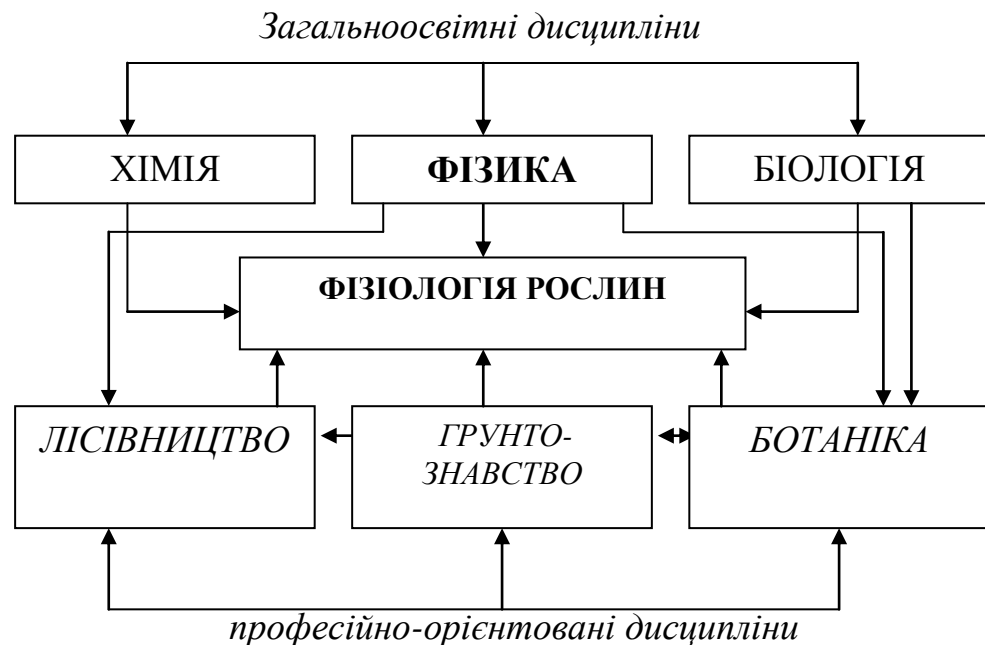 Загальноосвітні дисципліни
ХІМІЯ
ФІЗИКА
БІОЛОГІЯ
ФІЗІОЛОГІЯ РОСЛИН
ЛІСІВНИЦТВО
ГРУНТО-
ЗНАВСТВО
БОТАНІКА
професійно-орієнтовані дисципліни